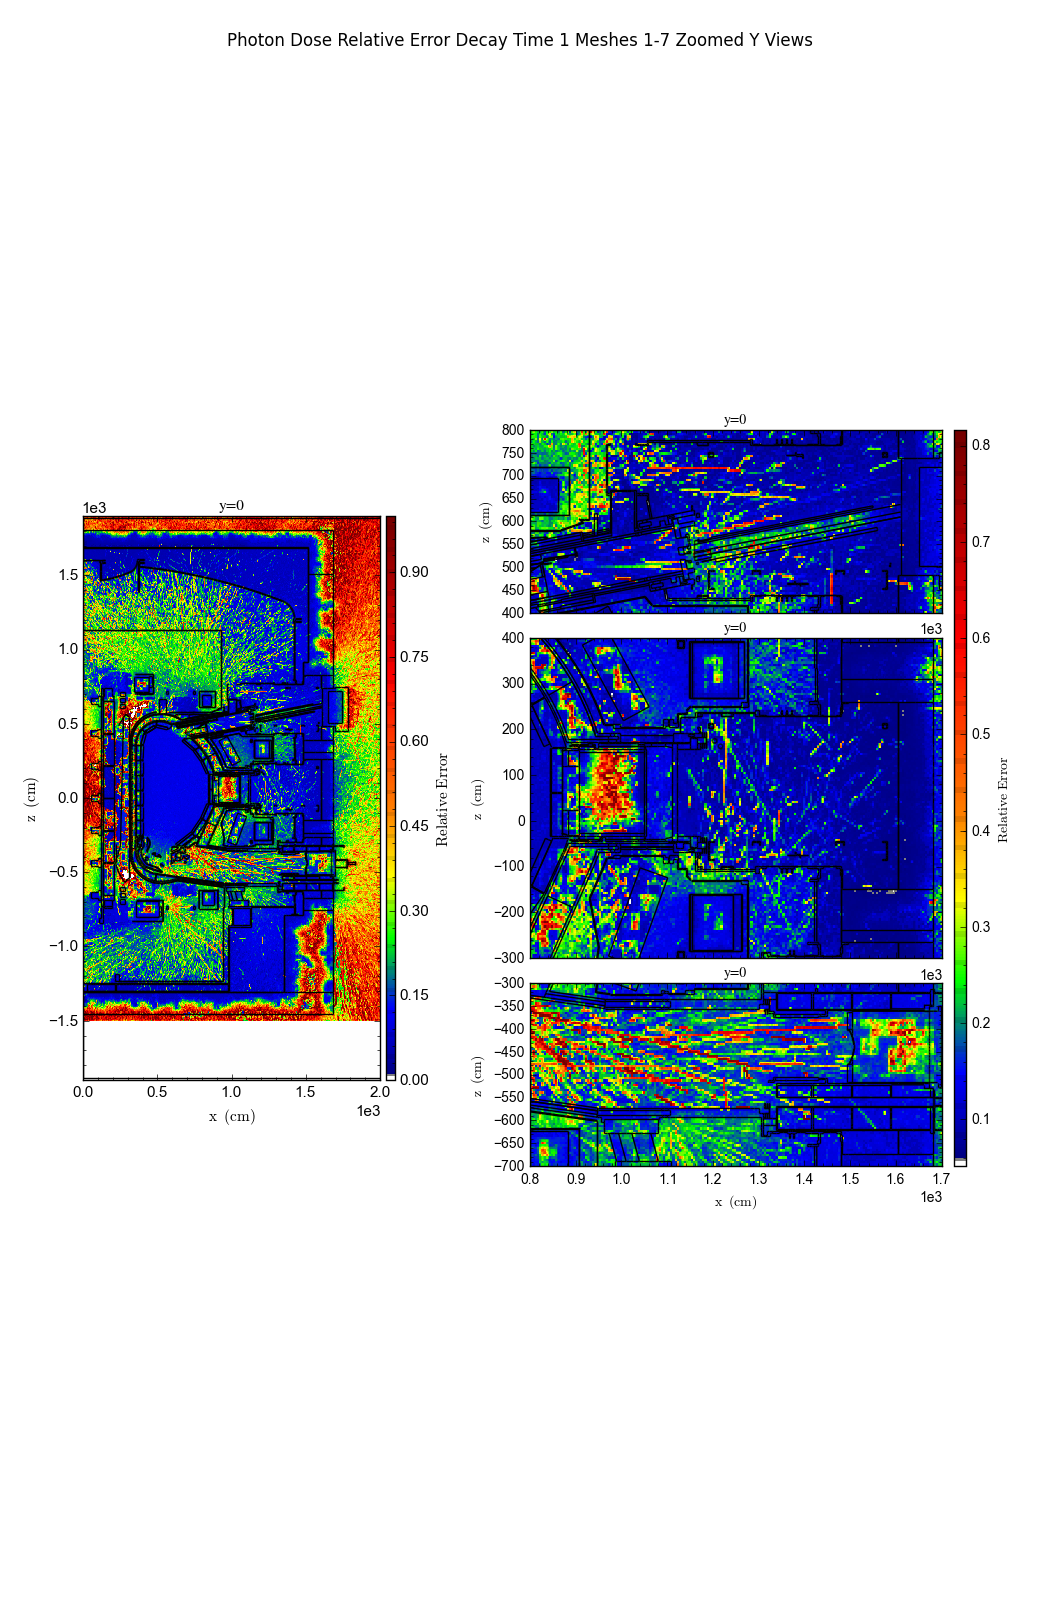 Photon Dose Relative Error Decay Time 1 Meshes 1-7 Zoomed Y Views
1e3
y=0
1.5
1.0
0.5
0.0
−0.5
−1.0
−1.5
0.0 0.5 1.0 1.5 2.0
1e3
x (cm)
z (cm)
0.90
0.75
0.60
0.45
0.30
0.15
0.00
Relative Error
y=0
800
750
700
650
600
550
500
450
400
z (cm)
1e3
y=0
400
300
200
100
0
−100
−200
−300
z (cm)
1e3
y=0
−300
−350
−400
−450
−500
−550
−600
−650
−700
z (cm)
0.8 0.9 1.0 1.1 1.2 1.3 1.4 1.5 1.6 1.7
1e3
x (cm)
0.8
0.7
0.6
0.5
0.4
0.3
0.2
0.1
Relative Error